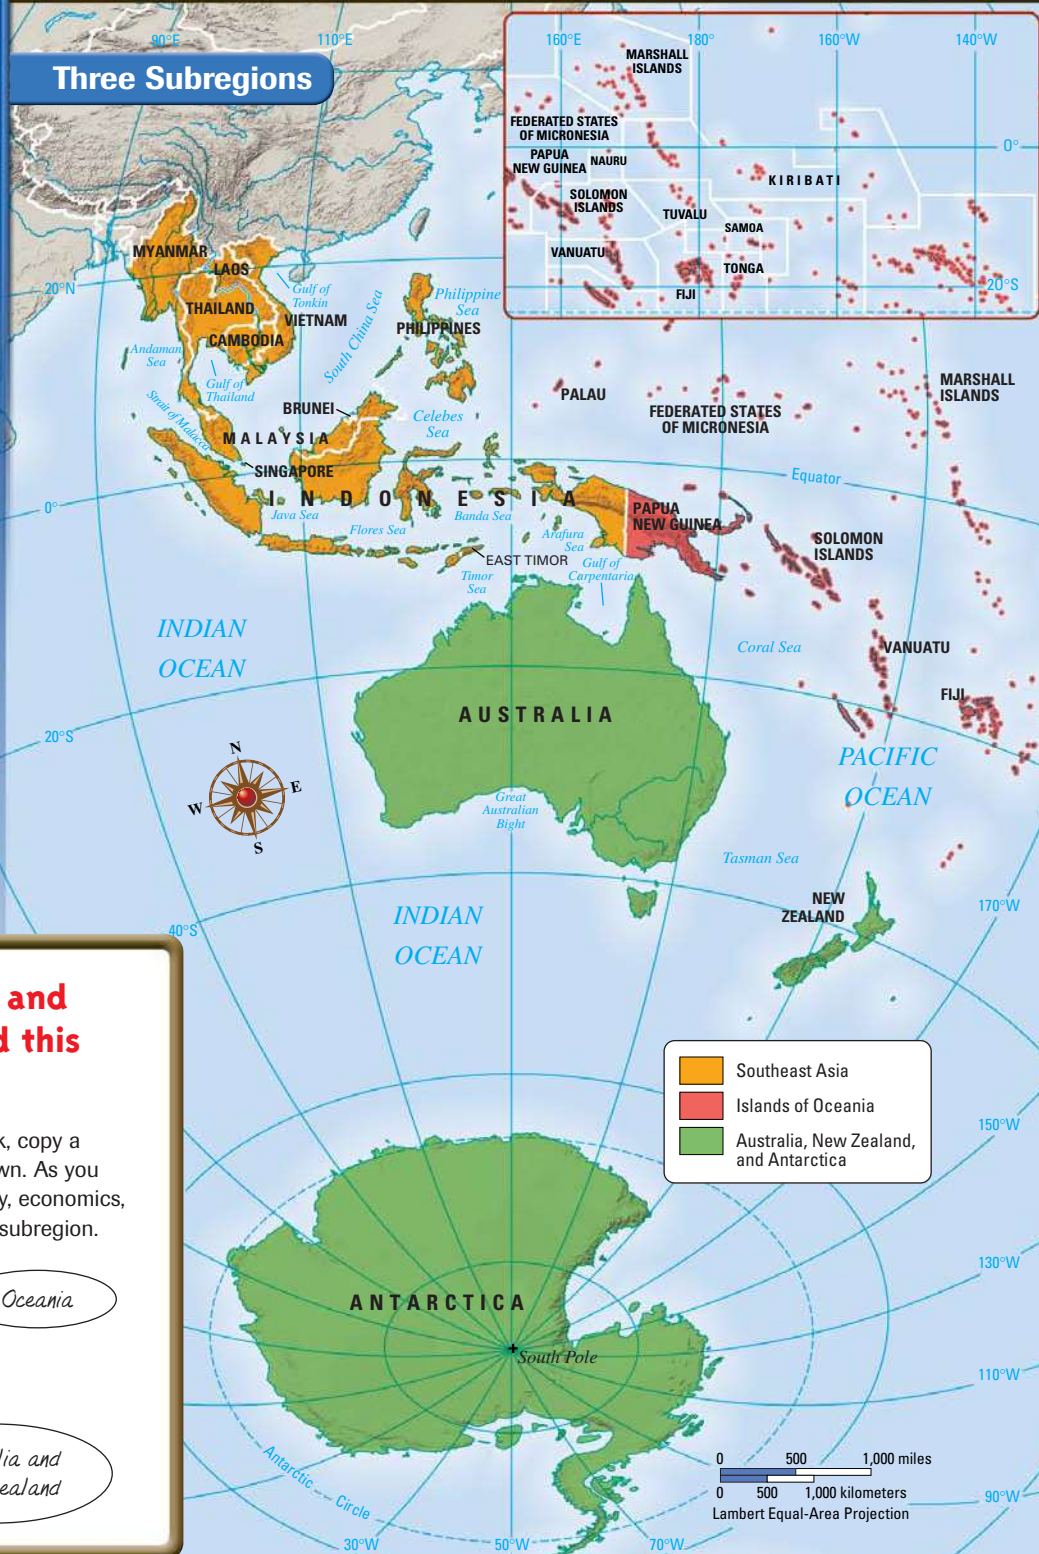 Three Subregions
90°E
110°E
160°E
180°
160°W
140°W
MARSHALL
ISLANDS
FEDERATED STATES
OF MICRONESIA
0°
PAPUA
NEW GUINEA
NAURU
KIRIBATI
SOLOMON
ISLANDS
TUVALU
SAMOA
VANUATU
TONGA
FIJI
20°S
MYANMAR
LAOS
20°N
Gulf of
Tonkin
THAILAND
VIETNAM
CAMBODIA
South China Sea
Philippine
Sea
PHILIPPINES
Andaman
Sea
Gulf of
Thailand
Strait of Malacca
BRUNEI
MALAYSIA
Celebes
Sea
SINGAPORE
PALAU
FEDERATED STATES
OF MICRONESIA
MARSHALL
ISLANDS
Equator
0°
INDONESIA
Java Sea
Flores Sea
Banda Sea
Arafura
Sea
PAPUA
NEW GUINEA
SOLOMON
ISLANDS
EAST TIMOR
Timor
Sea
Gulf of
Carpentaria
INDIAN
OCEAN
Coral Sea
VANUATU
FIJI
AUSTRALIA
20°S
PACIFIC
OCEAN
N
E
W
S
Great
Australian
Bight
Tasman Sea
NEW
ZEALAND
170°W
40°S
INDIAN
OCEAN
and
this
copy a
As you
economics,
subregion.
Oceania
and
Southeast Asia
Islands of Oceania
Australia, New Zealand,
and Antarctica
150°W
130°W
ANTARCTICA
South Pole
110°W
Antarctic Circle
0 500 1,000 miles
0 500 1,000 kilometers
Lambert Equal-Area Projection
90°W
30°W
50°W
70°W